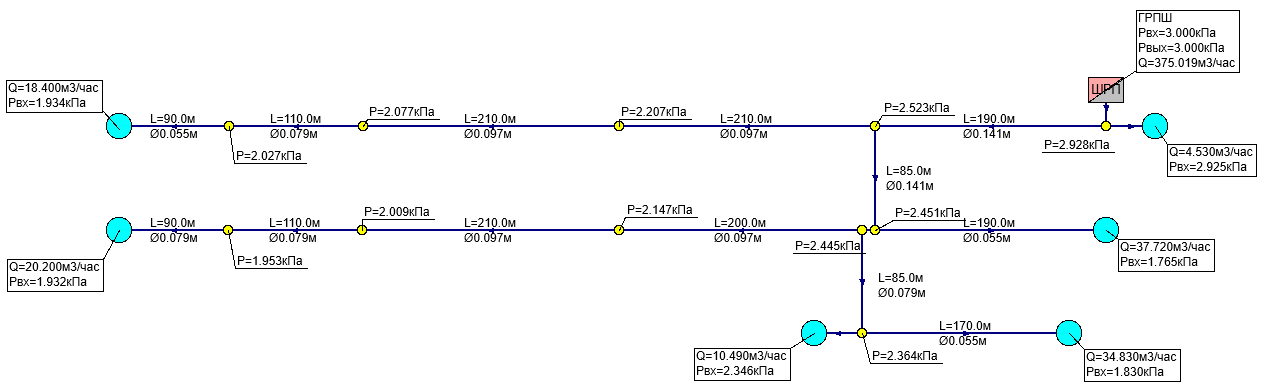 ГРПШ
Рвх=3.000кПа
Рвых=3.000кПа
Q=375.019м3/час
Q=18.400м3/час
Рвх=1.934кПа
ШРП
L=90.0м
Ø0.055м
L=110.0м
Ø0.079м
P=2.077кПа
L=210.0м
Ø0.097м
P=2.207кПа
L=210.0м
Ø0.097м
P=2.523кПа
L=190.0м
Ø0.141м
P=2.928кПа
Q=4.530м3/час
Рвх=2.925кПа
P=2.027кПа
L=85.0м
Ø0.141м
L=90.0м
Ø0.079м
L=110.0м
Ø0.079м
P=2.009кПа
L=210.0м
Ø0.097м
P=2.147кПа
L=200.0м
Ø0.097м
P=2.451кПа
L=190.0м
Ø0.055м
P=2.445кПа
Q=37.720м3/час
Рвх=1.765кПа
Q=20.200м3/час
Рвх=1.932кПа
P=1.953кПа
L=85.0м
Ø0.079м
L=170.0м
Ø0.055м
Q=10.490м3/час
Рвх=2.346кПа
P=2.364кПа
Q=34.830м3/час
Рвх=1.830кПа